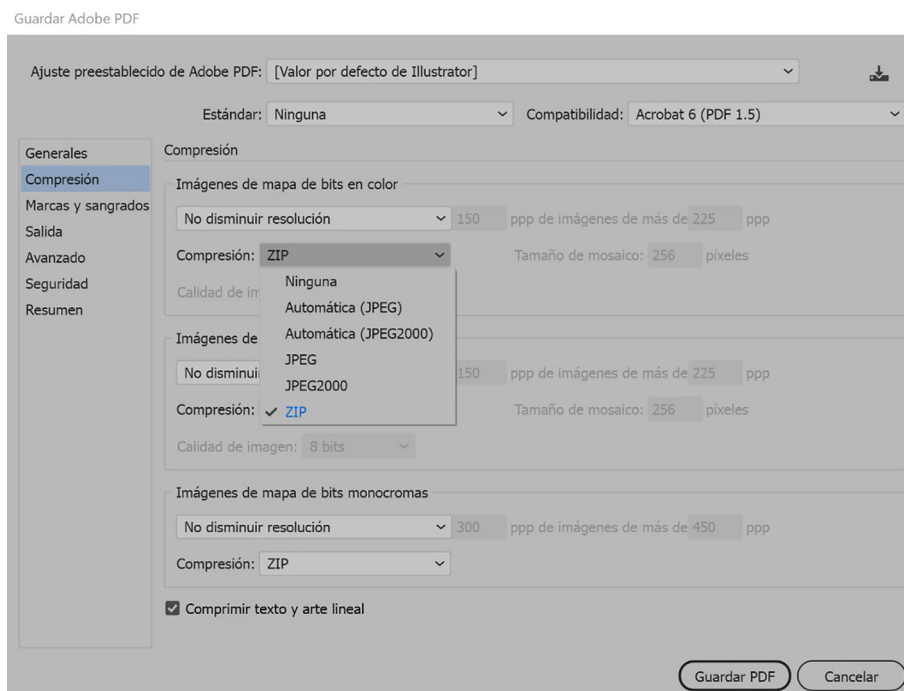 Guardar Adobe PDF
Ajuste preestablecido de Adobe PDF: [Valor por defecto de Illustrator]
Estándar: Ninguna Compatibilidad: Acrobat 6 (PDF 1.5)
Generales
Compresión
Marcas y sangrados
Salida
Avanzado
Seguridad
Resumen
Compresión
Imágenes de mapa de bits en color
No disminuir resolución 150 ppp de imágenes de más de 225 ppp
Compresión: ZIP Tamaño de mosaico: 256 píxeles
Calidad de im
Ninguna
Automática (JPEG)
Automática (JPEG2000)
JPEG
JPEG2000
ZIP
Imágenes de
No disminui 150 ppp de imágenes de más de 225 ppp
Compresión: Tamaño de mosaico: 256 píxeles
Calidad de imagen: 8 bits
Imágenes de mapa de bits monocromas
No disminuir resolución 300 ppp de imágenes de más de 450 ppp
Compresión: ZIP
Comprimir texto y arte lineal
Guardar PDF Cancelar